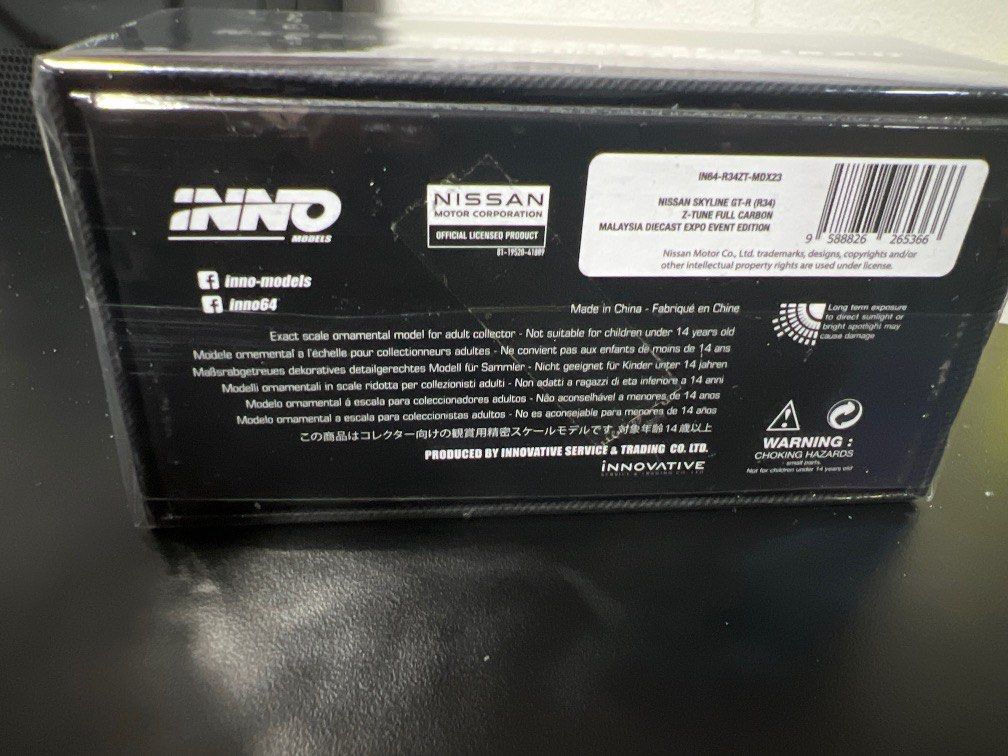 INNO
MODELS
inno-models
inno64
NISSAN
MOTOR CORPORATION
OFFICIAL LICENSED PRODUCT
81-19520-41889
IN64-R34ZT-MDX23
NISSAN SKYLINE GT-R (R34)
Z-TUNE FULL CARBON
MALAYSIA DIECAST EXPO EVENT EDITION
9 588826 265366
Nissan Motor Co., Ltd. trademarks, designs, copyrights and/or
other intellectual property rights are used under license.
Made in China - Fabriqué en Chine
Long term exposure
to direct sunlight or
bright spotlight may
cause damage
Exact scale ornamental model for adult collector - Not suitable for children under 14 years old
Modele ornemental a l'échelle pour collectionneurs adultes - Ne convient pas aux enfants de moins de 14 ans
Maßsrabgetreues dekoratives detailgerechtes Modell für Sammler - Nicht geeignet für Kinder unter 14 jahren
Modelli ornamentali in scale ridotta per collezionisti adulti - Non adatti a ragazzi di eta inferiore a 14 anni
Modelo ornamental á escala para coleccionadores adultos - Não aconselhável a menores de 14 anos
Modelo ornamental a escala para coleccionistas adultos - No es aconsejable para menores de 14 años
この商品はコレクター向けの観賞用精密スケールモデルです。対象年齢14歳以上
PRODUCED BY INNOVATIVE SERVICE & TRADING CO. LTD.
INNOVATIVE
SERVICE & TRADING CO., LTD.
WARNING :
CHOKING HAZARDS
small parts.
Not for children under 14 years old